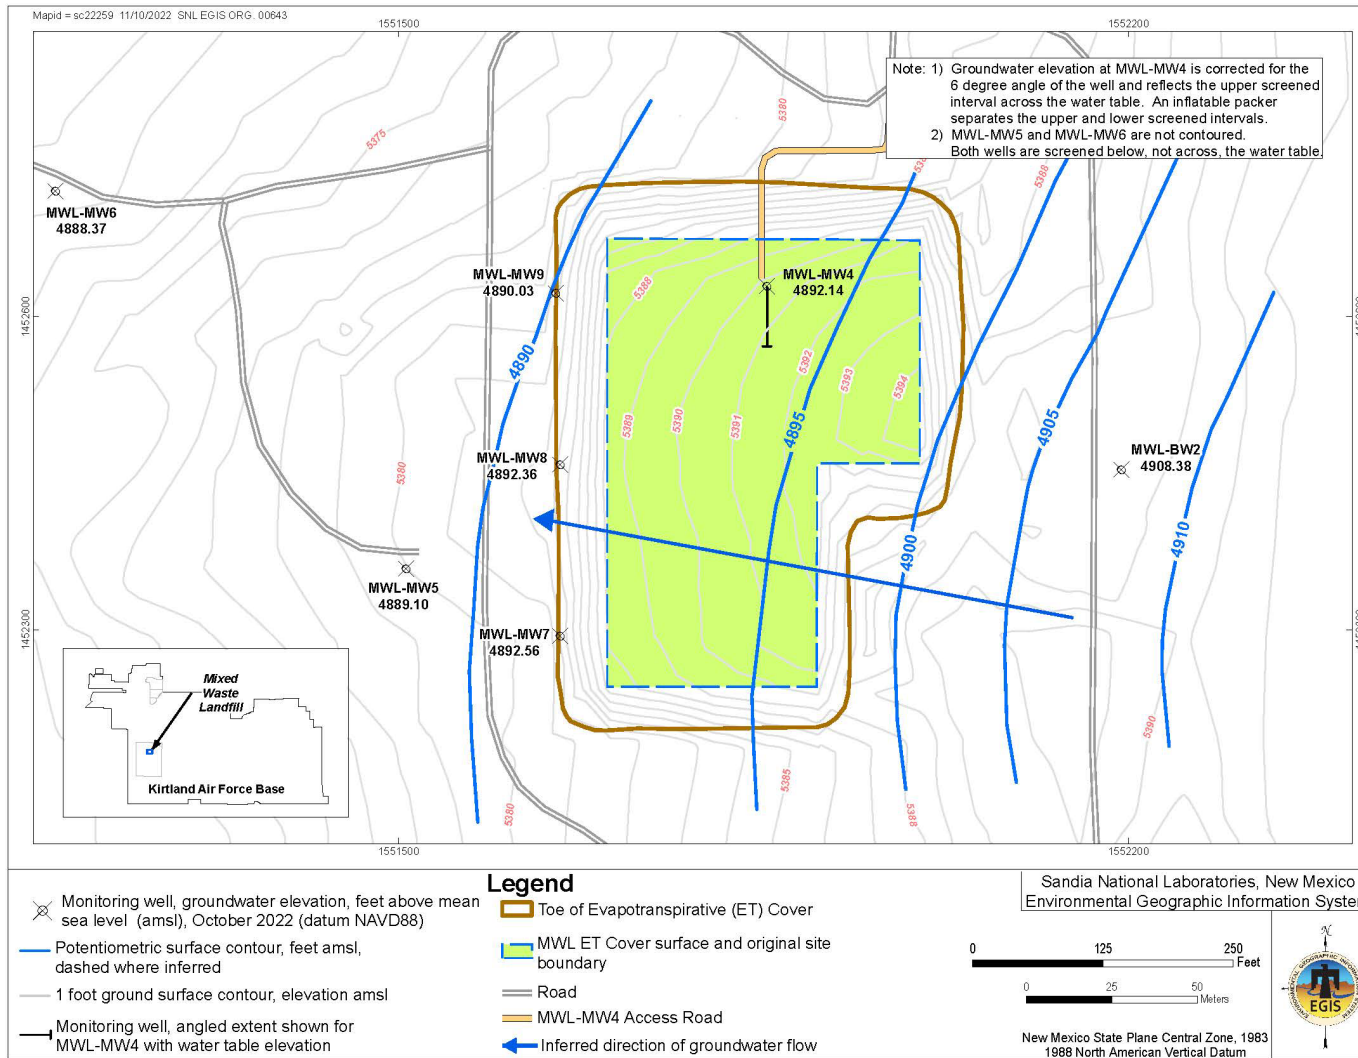 Mapid = sc22259  11/10/2022  SNL EGIS ORG. 00643
1551500
1552200
Note: 1) Groundwater elevation at MWL-MW4 is corrected for the
6 degree angle of the well and reflects the upper screened
interval across the water table. An inflatable packer
separates the upper and lower screened intervals.
2) MWL-MW5 and MWL-MW6 are not contoured.
Both wells are screened below, not across, the water table.
5380
5375
5388
MWL-MW6
4888.37
MWL-MW9
4890.03
MWL-MW4
4892.14
5388
1452600
4890
5392
5393
5394
5389
5390
5391
4895
4905
MWL-MW8
4892.36
MWL-BW2
4908.38
5380
4900
4910
MWL-MW5
4889.10
MWL-MW7
4892.56
1452300
Mixed
Waste
Landfill
Kirtland Air Force Base
5390
5385
5380
5388
1551500
1552200
Legend
Monitoring well, groundwater elevation, feet above mean
sea level (amsl), October 2022 (datum NAVD88)
Potentiometric surface contour, feet amsl,
dashed where inferred
1 foot ground surface contour, elevation amsl
Monitoring well, angled extent shown for
MWL-MW4 with water table elevation
Toe of Evapotranspirative (ET) Cover
MWL ET Cover surface and original site
boundary
Road
MWL-MW4 Access Road
Inferred direction of groundwater flow
Sandia National Laboratories, New Mexico
Environmental Geographic Information System
0 125 250
Feet
0 25 50
Meters
New Mexico State Plane Central Zone, 1983
1988 North American Vertical Datum
N
EGIS